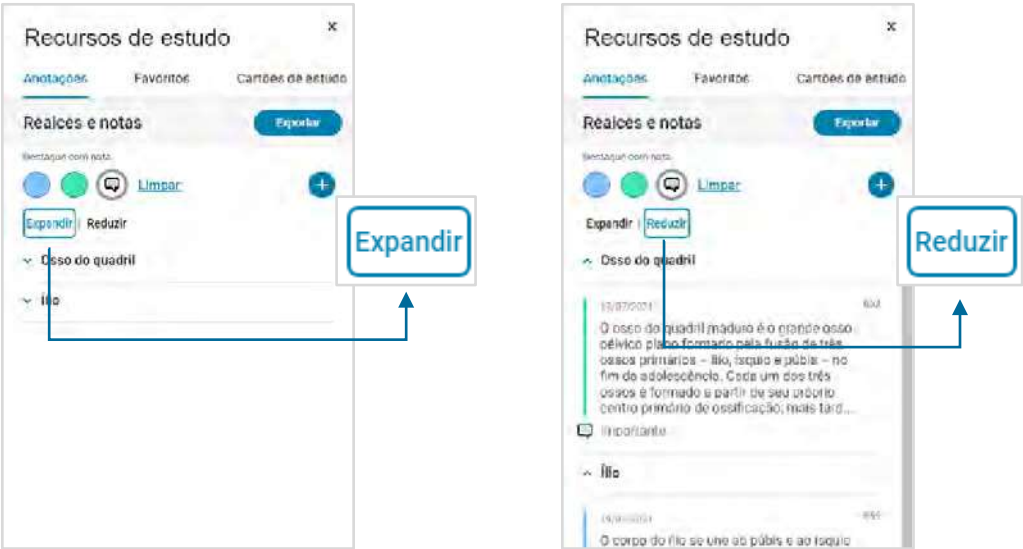 Recursos de estudo
x
Anotações Favoritos Cartões de estudo
Realces e notas Exportar
Destaque com nota
Limpar
Expandir | Reduzir
Expandir
Osso do quadril
Ílio
Recursos de estudo
x
Anotações Favoritos Cartões de estudo
Realces e notas Exportar
Destaque com nota
Limpar
Expandir | Reduzir
Reduzir
Osso do quadril
O osso do quadril maduro é o grande osso
pélvico plano formado pela fusão de três
ossos primários – ílio, ísquio e púbis – no
fim da adolescência. Cada um dos três
ossos é formado a partir de seu próprio
centro primário de ossificação; mais tard...
Importante
Ílio
O corpo do ílio se une ao púbis e ao ísquio